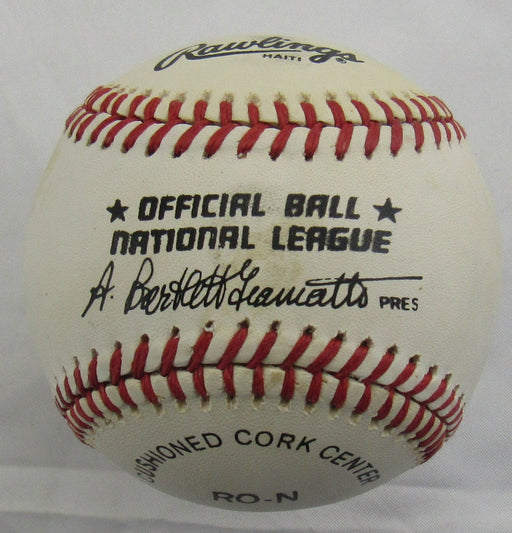 Rawlings®
HAITI
★ OFFICIAL BALL ★
NATIONAL LEAGUE
A. Bartlett Giamatti PRES
CUSHIONED CORK CENTER
RO-N